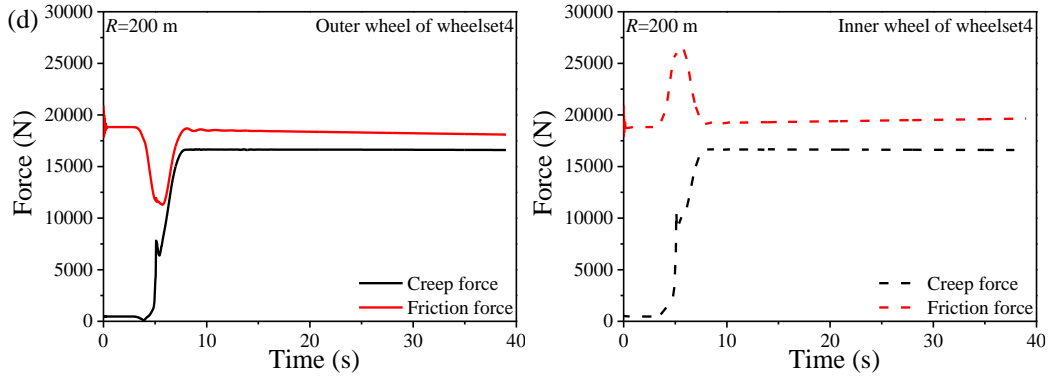 (d)
R=200 m
Outer wheel of wheelset4
Force (N)
30000
25000
20000
15000
10000
5000
0
0
10
20
30
40
Time (s)
Creep force
Friction force
R=200 m
Inner wheel of wheelset4
Force (N)
30000
25000
20000
15000
10000
5000
0
0
10
20
30
40
Time (s)
Creep force
Friction force